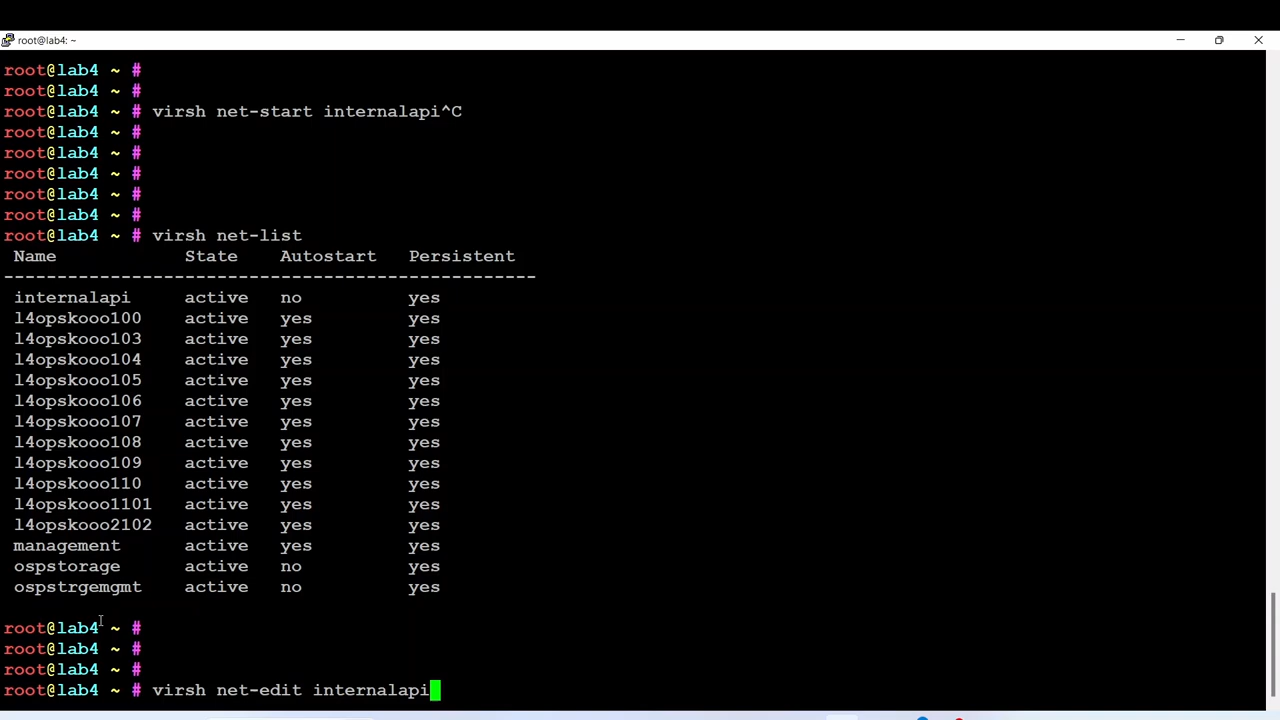 root@lab4: ~
root@lab4 ~ #
root@lab4 ~ #
root@lab4 ~ # virsh net-start internalapi^C
root@lab4 ~ #
root@lab4 ~ #
root@lab4 ~ #
root@lab4 ~ #
root@lab4 ~ #
root@lab4 ~ # virsh net-list
Name State Autostart Persistent
--------------------------------------------------
internalapi active no yes
l4opskooo100 active yes yes
l4opskooo103 active yes yes
l4opskooo104 active yes yes
l4opskooo105 active yes yes
l4opskooo106 active yes yes
l4opskooo107 active yes yes
l4opskooo108 active yes yes
l4opskooo109 active yes yes
l4opskooo110 active yes yes
l4opskooo1101 active yes yes
l4opskooo2102 active yes yes
management active yes yes
ospstorage active no yes
ospstrgemgmt active no yes
root@lab4 ~ #
root@lab4 ~ #
root@lab4 ~ #
root@lab4 ~ # virsh net-edit internalapi